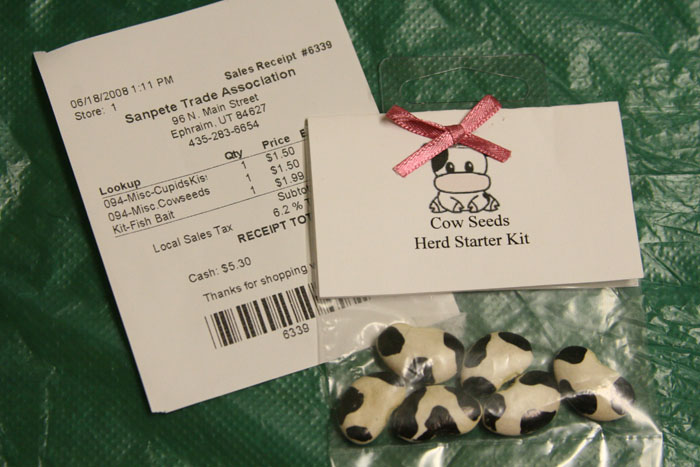 Sales Receipt #6339
06/18/2008 1:11 PM
Store: 1
Sanpete Trade Association
96 N. Main Street
Ephraim, UT 84627
435-283-6654
Lookup Qty Price
094-Misc-CupidsKis: 1 $1.50
094-Misc.Cowseeds 1 $1.50
Kit-Fish Bait 1 $1.99
Subto
Local Sales Tax 6.2 % T
RECEIPT TOT
Cash: $5.30
Thanks for shopping
6339
Cow Seeds
Herd Starter Kit